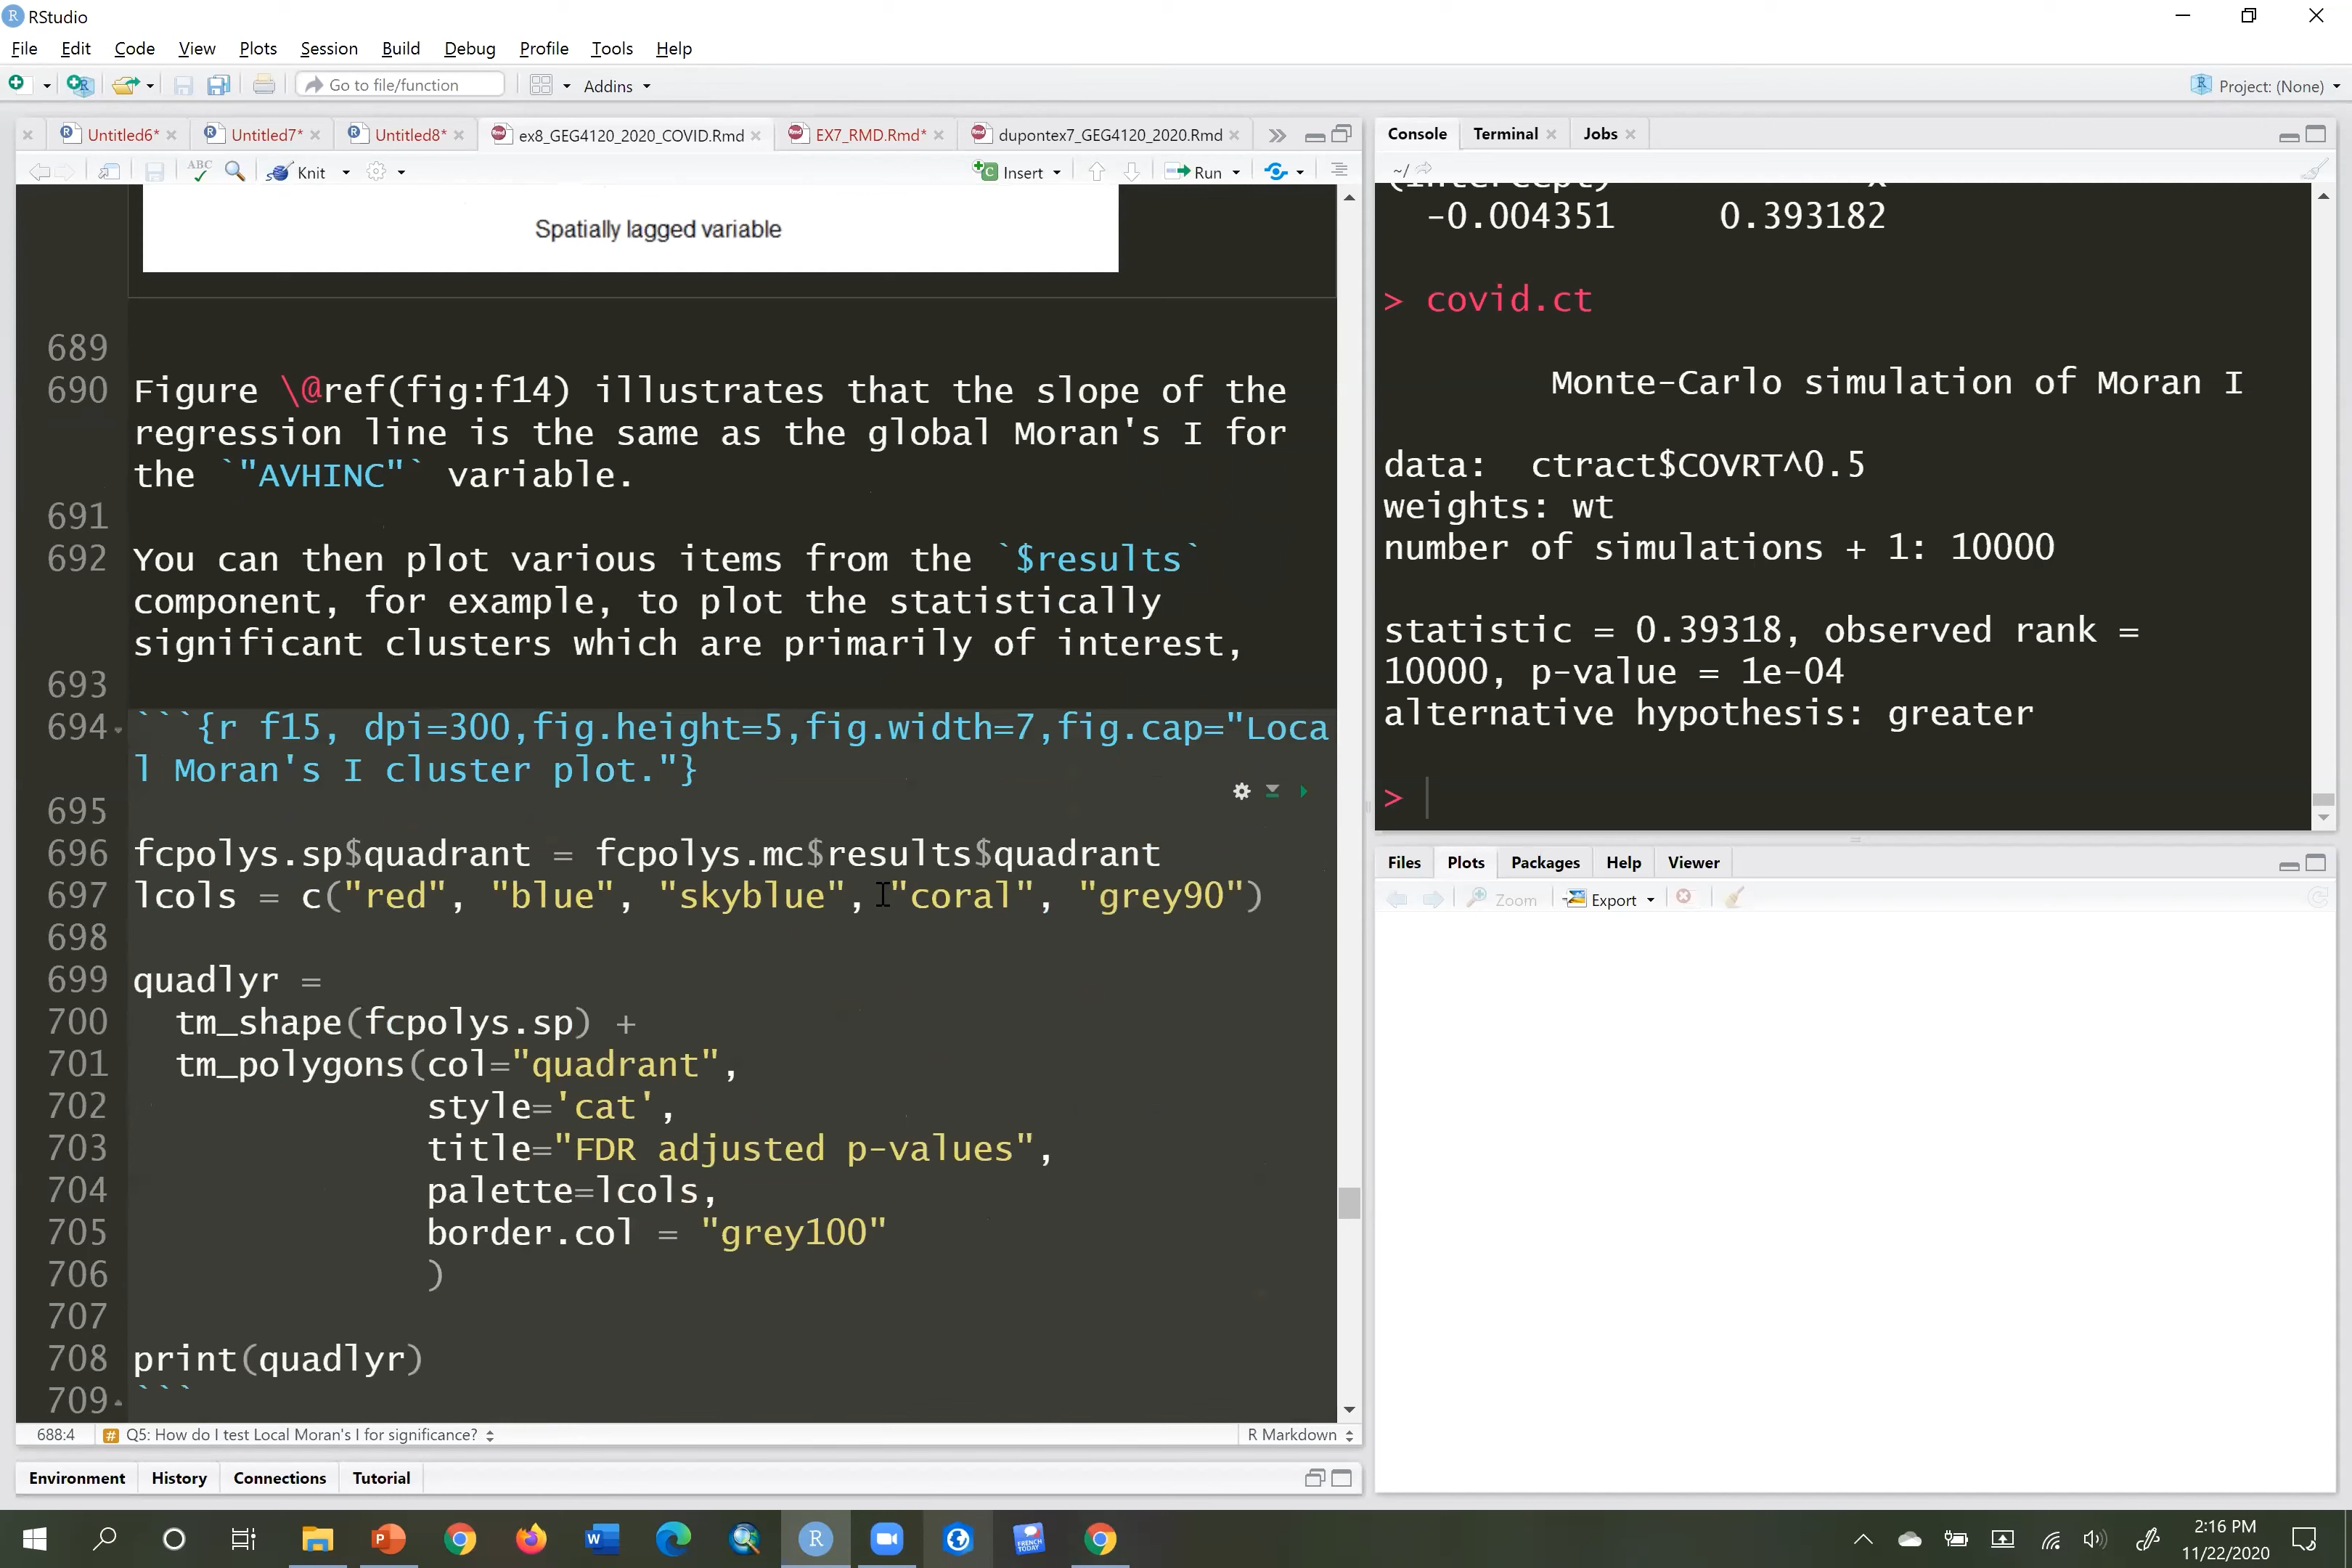 RStudio
File Edit Code View Plots Session Build Debug Profile Tools Help
Go to file/function Addins Project: (None)
Untitled6* Untitled7* Untitled8* ex8_GEG4120_2020_COVID.Rmd EX7_RMD.Rmd* dupontex7_GEG4120_2020.Rmd
ABC Knit Insert Run
Spatially lagged variable
689
690 Figure \@ref(fig:f14) illustrates that the slope of the
regression line is the same as the global Moran's I for
the `"AVHINC"` variable.
691
692 You can then plot various items from the `$results`
component, for example, to plot the statistically
significant clusters which are primarily of interest,
693
694 ```{r f15, dpi=300,fig.height=5,fig.width=7,fig.cap="Loca
l Moran's I cluster plot."}
695
696 fcpolys.sp$quadrant = fcpolys.mc$results$quadrant
697 lcols = c("red", "blue", "skyblue", "coral", "grey90")
698
699 quadlyr =
700 tm_shape(fcpolys.sp) +
701 tm_polygons(col="quadrant",
702 style='cat',
703 title="FDR adjusted p-values",
704 palette=lcols,
705 border.col = "grey100"
706 )
707
708 print(quadlyr)
709 ```
688:4 # Q5: How do I test Local Moran's I for significance? R Markdown
Environment History Connections Tutorial
Console Terminal Jobs
~/
(Intercept) x
-0.004351 0.393182
> covid.ct
Monte-Carlo simulation of Moran I
data: ctract$COVRT^0.5
weights: wt
number of simulations + 1: 10000
statistic = 0.39318, observed rank =
10000, p-value = 1e-04
alternative hypothesis: greater
>
Files Plots Packages Help Viewer
Zoom Export
FRENCH TODAY
2:16 PM
11/22/2020